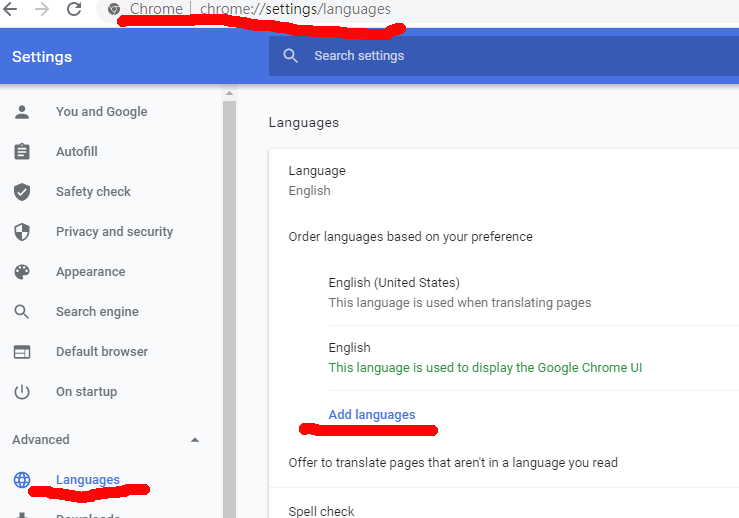 Chrome | chrome://settings/languages
Settings
Search settings
You and Google
Autofill
Safety check
Privacy and security
Appearance
Search engine
Default browser
On startup
Advanced
Languages
Downloads
Languages
Language
English
Order languages based on your preference
English (United States)
This language is used when translating pages
English
This language is used to display the Google Chrome UI
Add languages
Offer to translate pages that aren't in a language you read
Spell check